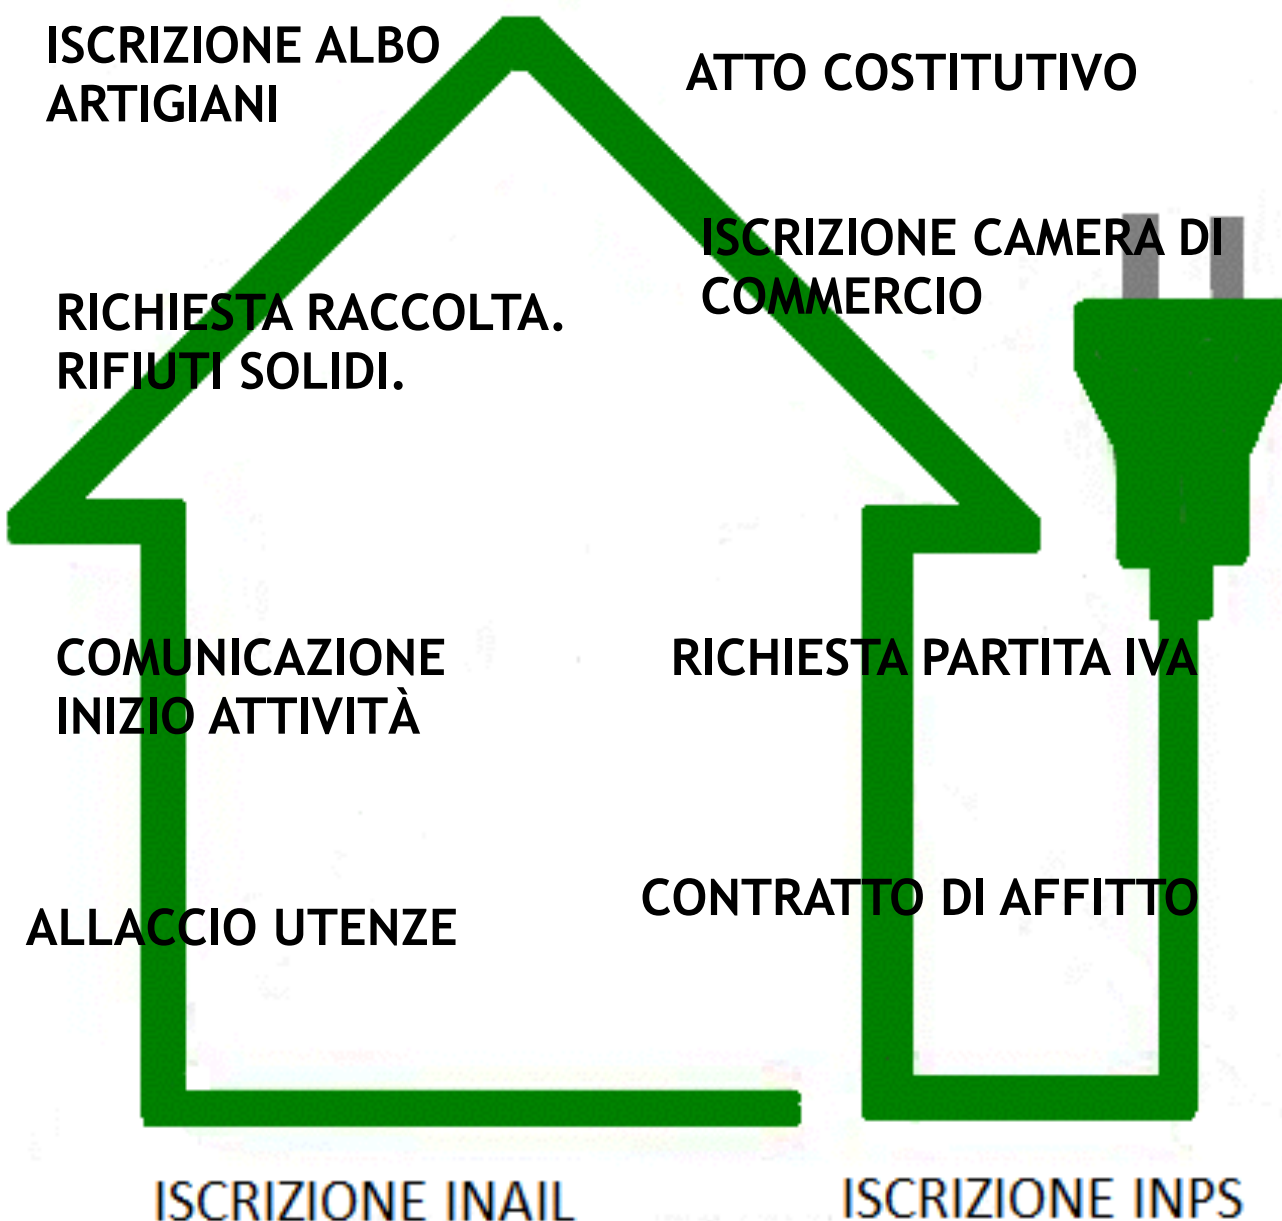 ISCRIZIONE ALBO
ARTIGIANI
ATTO COSTITUTIVO
ISCRIZIONE CAMERA DI
COMMERCIO
RICHIESTA RACCOLTA.
RIFIUTI SOLIDI.
COMUNICAZIONE
INIZIO ATTIVITÀ
RICHIESTA PARTITA IVA
ALLACCIO UTENZE
CONTRATTO DI AFFITTO
ISCRIZIONE INAIL
ISCRIZIONE INPS